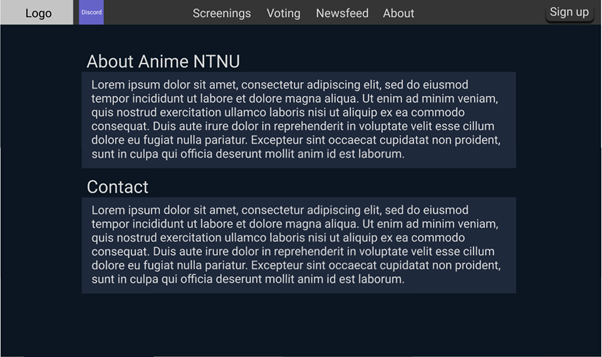 Logo
Discord
Screenings Voting Newsfeed About
Sign up
About Anime NTNU
Lorem ipsum dolor sit amet, consectetur adipiscing elit, sed do eiusmod
tempor incididunt ut labore et dolore magna aliqua. Ut enim ad minim veniam,
quis nostrud exercitation ullamco laboris nisi ut aliquip ex ea commodo
consequat. Duis aute irure dolor in reprehenderit in voluptate velit esse cillum
dolore eu fugiat nulla pariatur. Excepteur sint occaecat cupidatat non proident,
sunt in culpa qui officia deserunt mollit anim id est laborum.
Contact
Lorem ipsum dolor sit amet, consectetur adipiscing elit, sed do eiusmod
tempor incididunt ut labore et dolore magna aliqua. Ut enim ad minim veniam,
quis nostrud exercitation ullamco laboris nisi ut aliquip ex ea commodo
consequat. Duis aute irure dolor in reprehenderit in voluptate velit esse cillum
dolore eu fugiat nulla pariatur. Excepteur sint occaecat cupidatat non proident,
sunt in culpa qui officia deserunt mollit anim id est laborum.